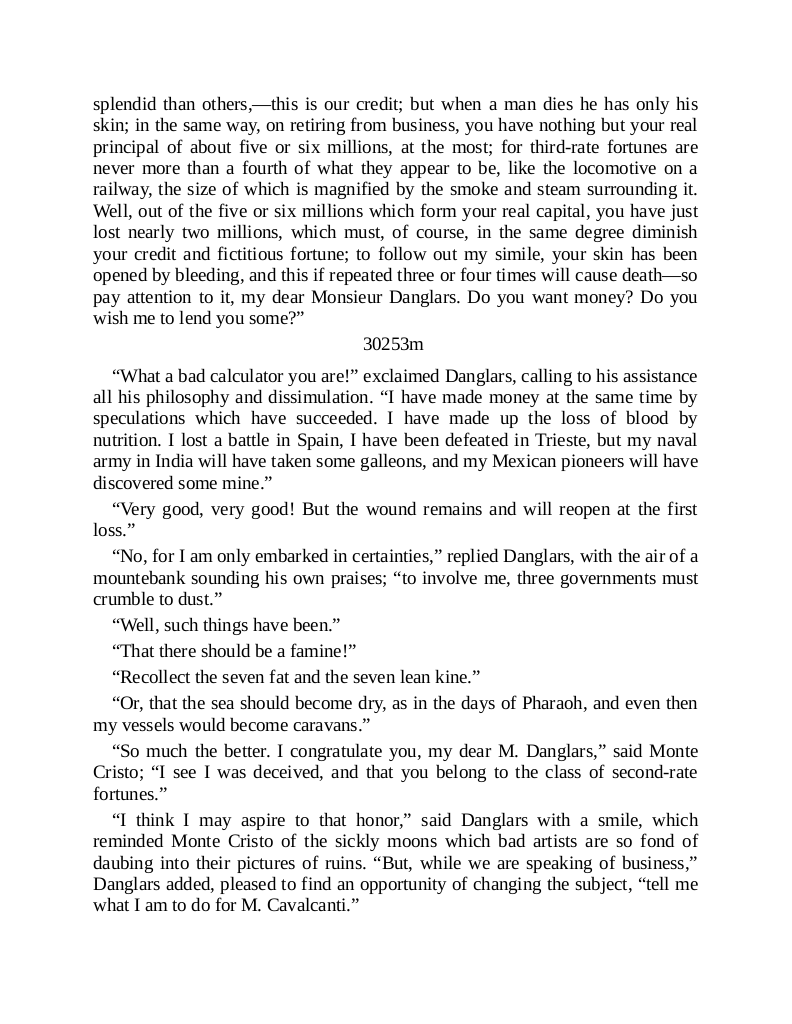 splendid than others,—this is our credit; but when a man dies he has only his
skin; in the same way, on retiring from business, you have nothing but your real
principal of about five or six millions, at the most; for third-rate fortunes are
never more than a fourth of what they appear to be, like the locomotive on a
railway, the size of which is magnified by the smoke and steam surrounding it.
Well, out of the five or six millions which form your real capital, you have just
lost nearly two millions, which must, of course, in the same degree diminish
your credit and fictitious fortune; to follow out my simile, your skin has been
opened by bleeding, and this if repeated three or four times will cause death—so
pay attention to it, my dear Monsieur Danglars. Do you want money? Do you
wish me to lend you some?”
30253m
“What a bad calculator you are!” exclaimed Danglars, calling to his assistance
all his philosophy and dissimulation. “I have made money at the same time by
speculations which have succeeded. I have made up the loss of blood by
nutrition. I lost a battle in Spain, I have been defeated in Trieste, but my naval
army in India will have taken some galleons, and my Mexican pioneers will have
discovered some mine.”
“Very good, very good! But the wound remains and will reopen at the first
loss.”
“No, for I am only embarked in certainties,” replied Danglars, with the air of a
mountebank sounding his own praises; “to involve me, three governments must
crumble to dust.”
“Well, such things have been.”
“That there should be a famine!”
“Recollect the seven fat and the seven lean kine.”
“Or, that the sea should become dry, as in the days of Pharaoh, and even then
my vessels would become caravans.”
“So much the better. I congratulate you, my dear M. Danglars,” said Monte
Cristo; “I see I was deceived, and that you belong to the class of second-rate
fortunes.”
“I think I may aspire to that honor,” said Danglars with a smile, which
reminded Monte Cristo of the sickly moons which bad artists are so fond of
daubing into their pictures of ruins. “But, while we are speaking of business,”
Danglars added, pleased to find an opportunity of changing the subject, “tell me
what I am to do for M. Cavalcanti.”